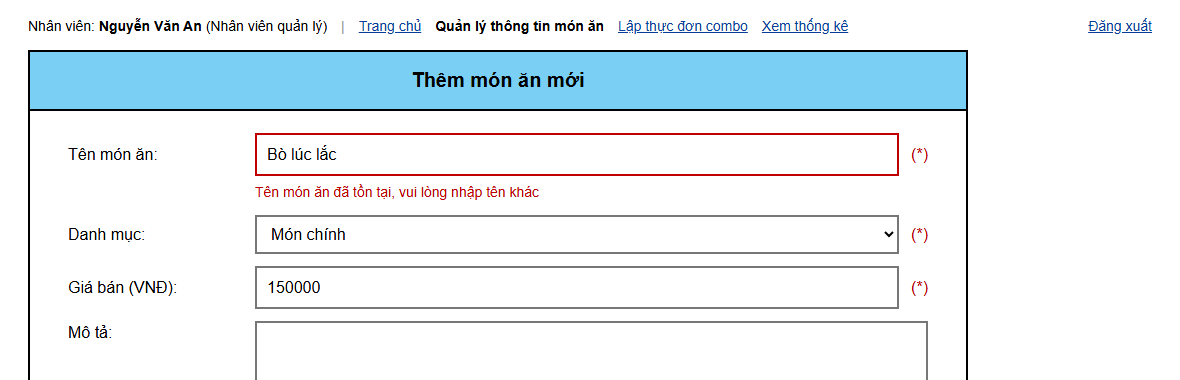 Nhân viên: Nguyễn Văn An (Nhân viên quản lý) | Trang chủ Quản lý thông tin món ăn Lập thực đơn combo Xem thống kê Đăng xuất
Thêm món ăn mới
Tên món ăn: Bò lúc lắc (*)
Tên món ăn đã tồn tại, vui lòng nhập tên khác
Danh mục: Món chính (*)
Giá bán (VNĐ): 150000 (*)
Mô tả: